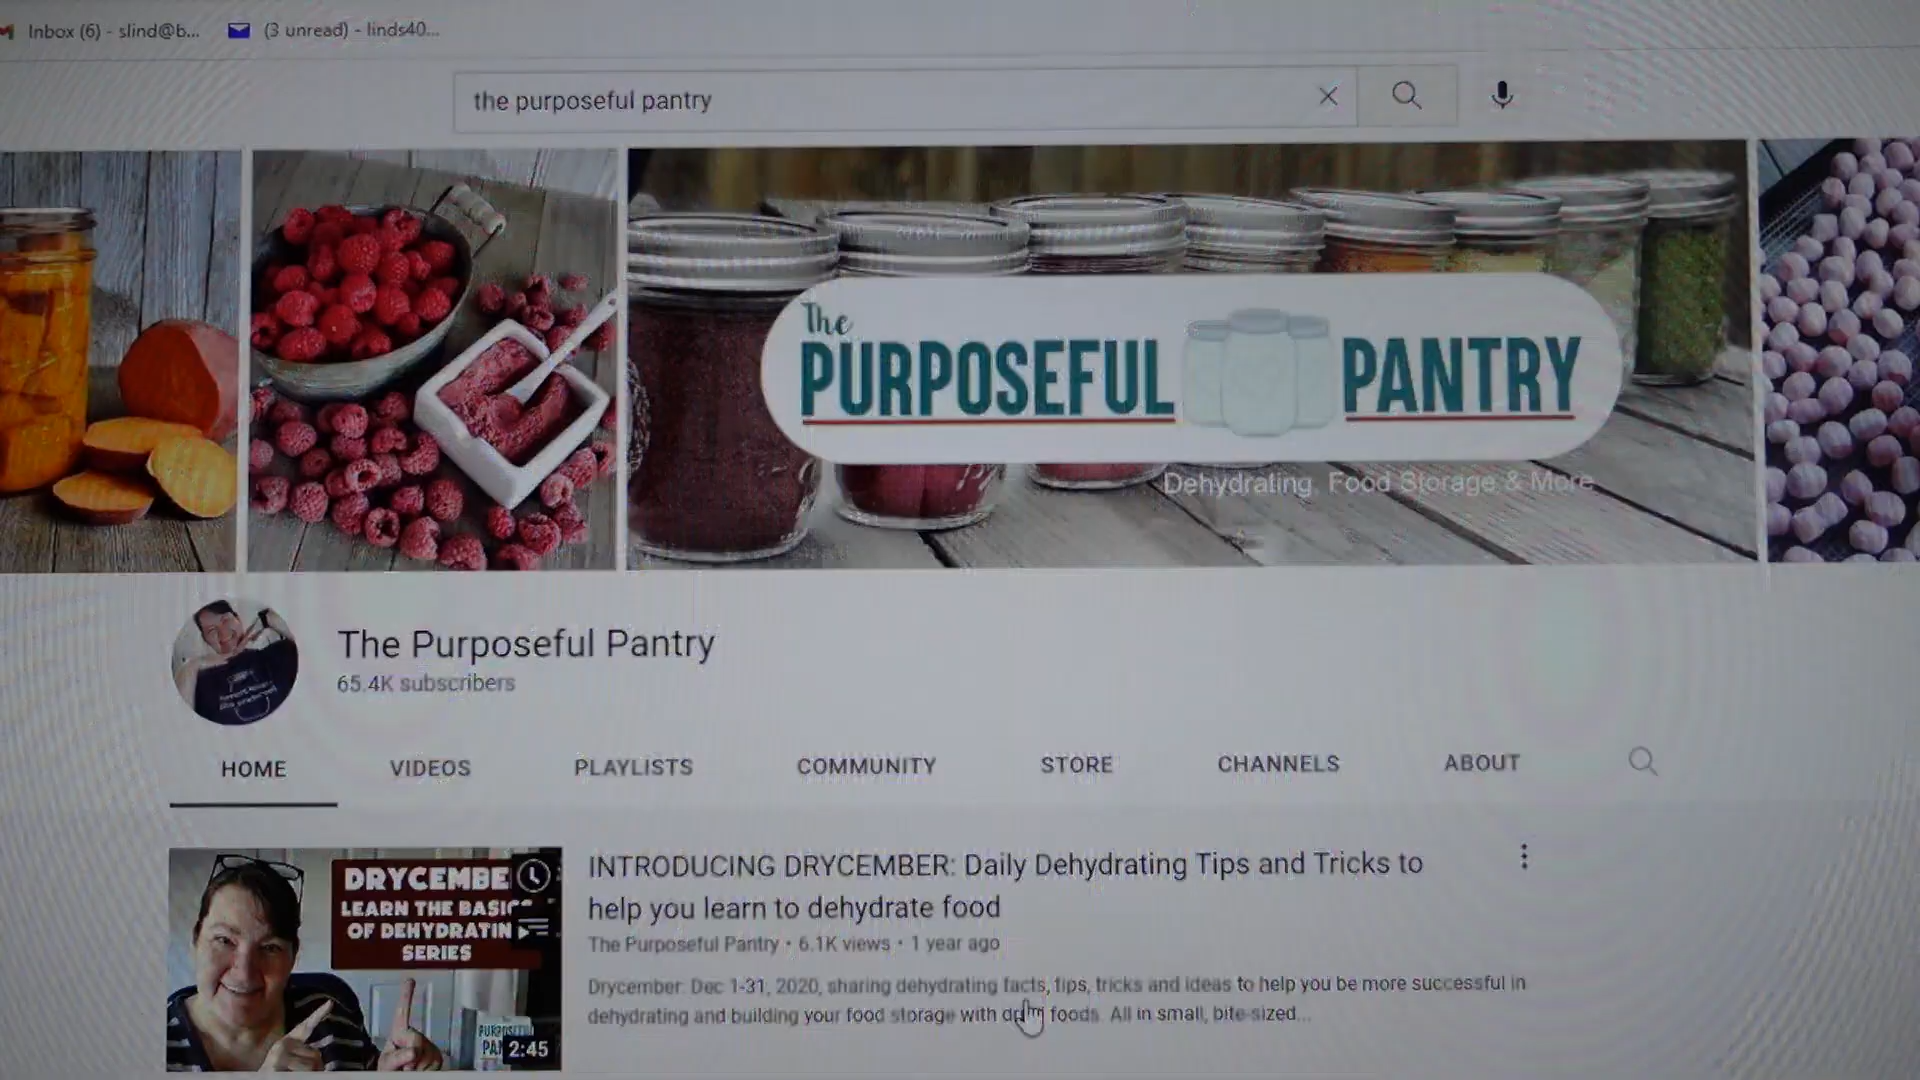 Inbox (6) - slind@b...
(3 unread) - linds40...
the purposeful pantry
The
PURPOSEFUL PANTRY
Dehydrating, Food Storage & More
The Purposeful Pantry
65.4K subscribers
HOME VIDEOS PLAYLISTS COMMUNITY STORE CHANNELS ABOUT
DRYCEMBE
LEARN THE BASICS
OF DEHYDRATIN
SERIES
PURPOSEFU
PAN
2:45
INTRODUCING DRYCEMBER: Daily Dehydrating Tips and Tricks to
help you learn to dehydrate food
The Purposeful Pantry • 6.1K views • 1 year ago
Drycember: Dec 1-31, 2020, sharing dehydrating facts, tips, tricks and ideas to help you be more successful in
dehydrating and building your food storage with foods. All in small, bite-sized...